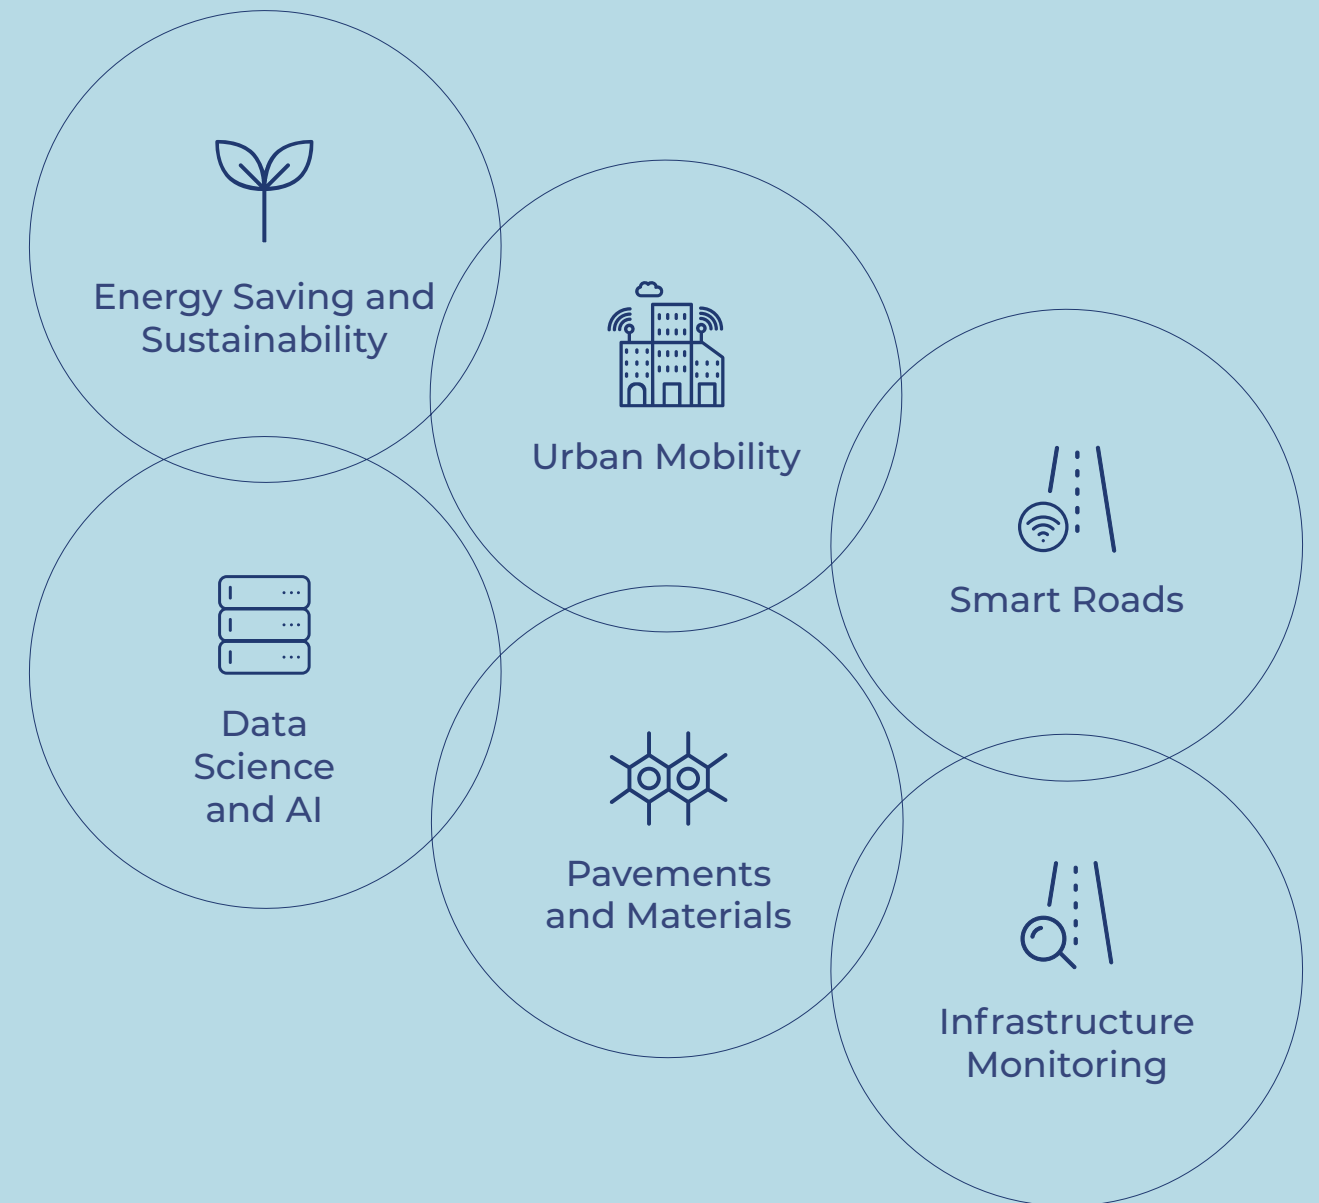 Energy Saving and
Sustainability
Urban Mobility
Smart Roads
Data
Science
and AI
Pavements
and Materials
Infrastructure
Monitoring